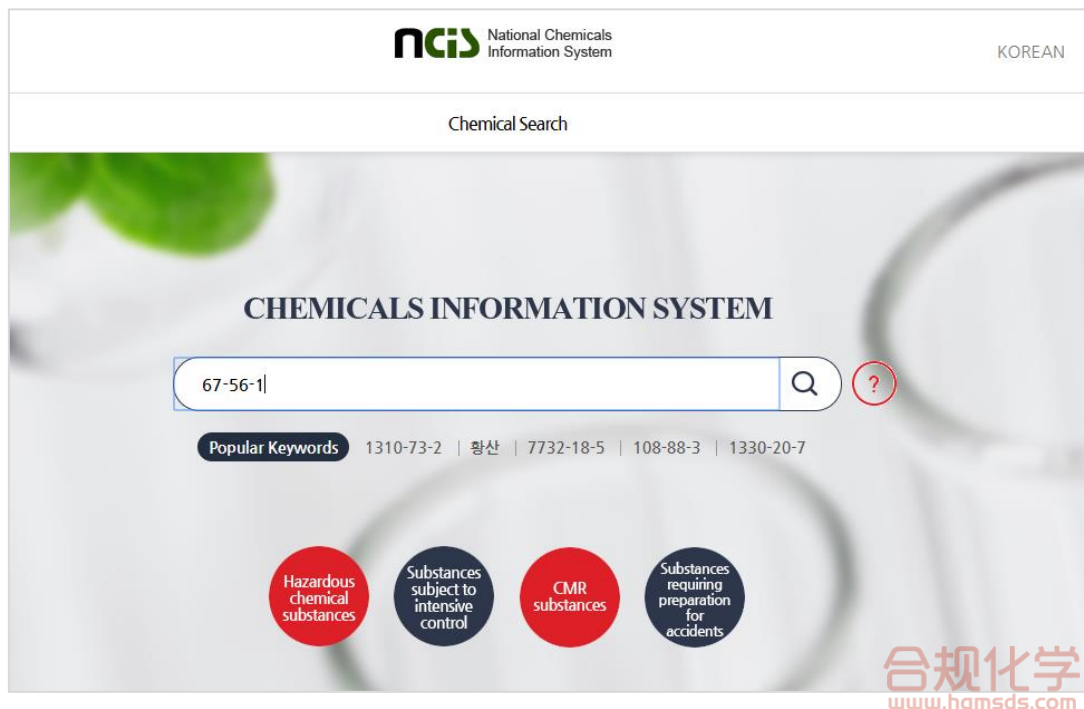 ncis National Chemicals
Information System
KOREAN
Chemical Search
CHEMICALS INFORMATION SYSTEM
67-56-1
?
Popular Keywords 1310-73-2 | 황산 | 7732-18-5 | 108-88-3 | 1330-20-7
Hazardous
chemical
substances
Substances
subject to
intensive
control
CMR
substances
Substances
requiring
preparation
for
accidents
合规化学
www.hgmsds.com